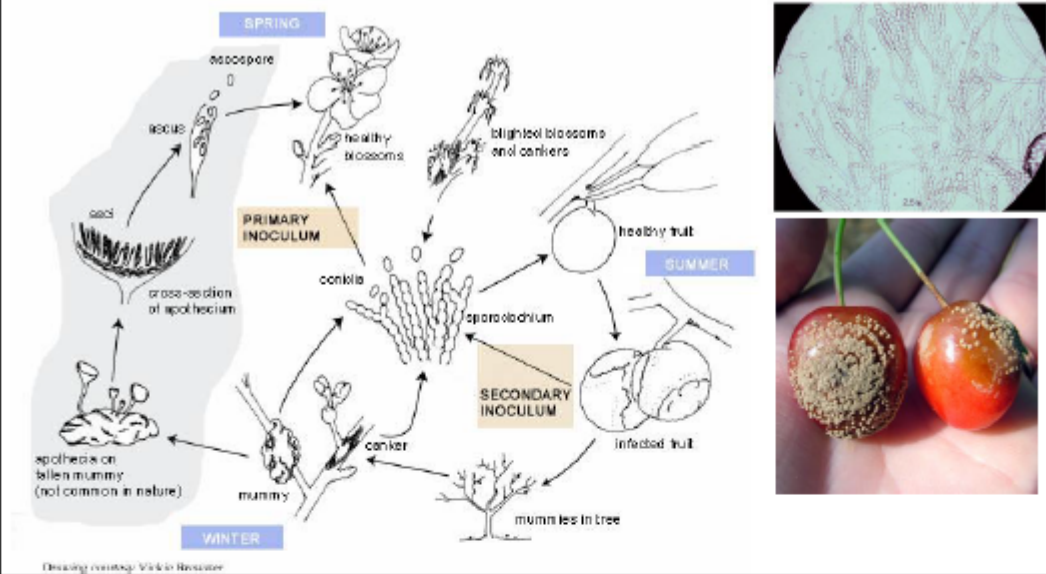 SPRING
ascospore
ascus
healthy
blossoms
blighted blossoms
and cankers
asci
PRIMARY
INOCULUM
healthy fruit
SUMMER
conidia
cross-section
of apothecium
sporodochium
SECONDARY
INOCULUM
canker
infected fruit
apothecia on
fallen mummy
(not common in nature)
mummy
mummies in tree
WINTER
Drawing courtesy Vickie Brewster